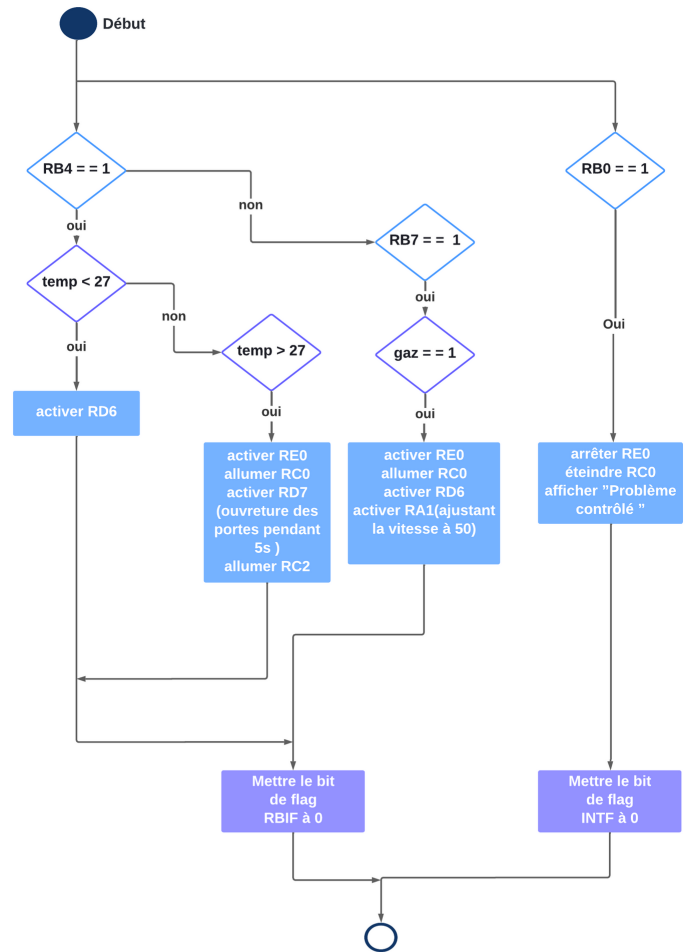 Début
RB4 = = 1
RB0 = = 1
non
RB7 = =  1
oui
temp < 27
oui
non
gaz = = 1
Oui
temp > 27
oui
oui
oui
activer RD6
activer RE0
allumer RC0
activer RD7
(ouvreture des
portes pendant
5s )
allumer RC2
activer RE0
allumer RC0
activer RD6
activer RA1(ajustant
la vitesse à 50)
arrêter RE0
éteindre RC0
afficher ”Problème
contrôlé ”
Mettre le bit
de flag
RBIF à 0
Mettre le bit
de flag
INTF à 0